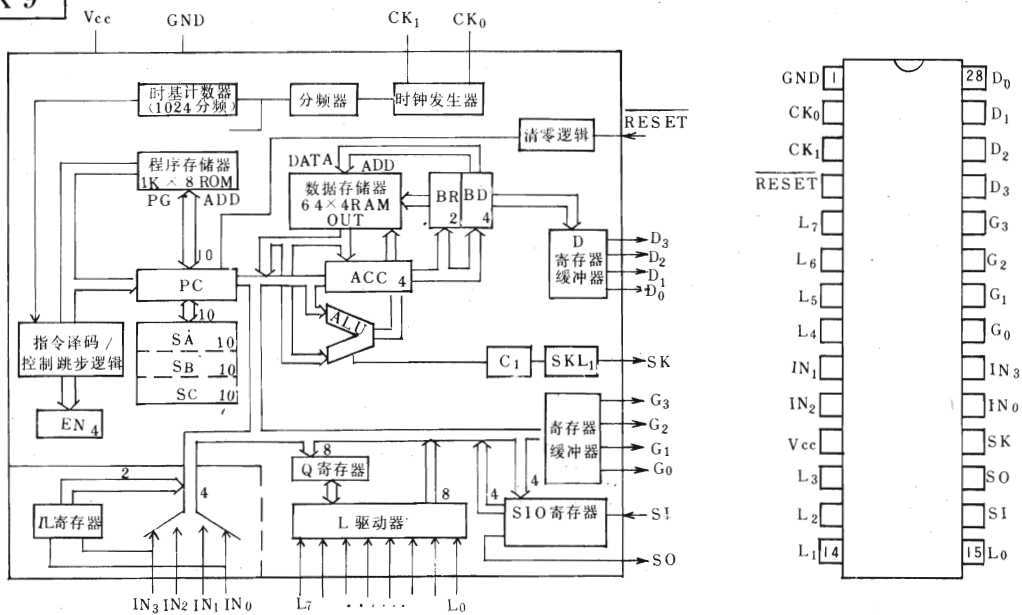 Vcc GND CK₁ CK₀
时基计数器
(1024分频)
分频器
时钟发生器
清零逻辑
RESET
程序存储器
1K × 8 ROM
PG ADD
DATA ADD
数据存储器
64×4RAM
OUT
BR 2
BD 4
D
寄存器
缓冲器
D₃
D₂
D₁
D₀
10
PC
ACC 4
10
ALU
指令译码/
控制跳步逻辑
SA 10
SB 10
SC 10
C₁
SKL₁
SK
EN₄
寄存器
缓冲器
G₃
G₂
G₁
G₀
8
Q寄存器
2
4
8
4
4
IL寄存器
L驱动器
SIO寄存器
SI
SO
IN₃ IN₂ IN₁ IN₀
L₇ ...... L₀
GND 1 28 D₀
CK₀ D₁
CK₁ D₂
RESET D₃
L₇ G₃
L₆ G₂
L₅ G₁
L₄ G₀
IN₁ IN₃
IN₂ IN₀
Vcc SK
L₃ SO
L₂ SI
L₁ 14 15 L₀